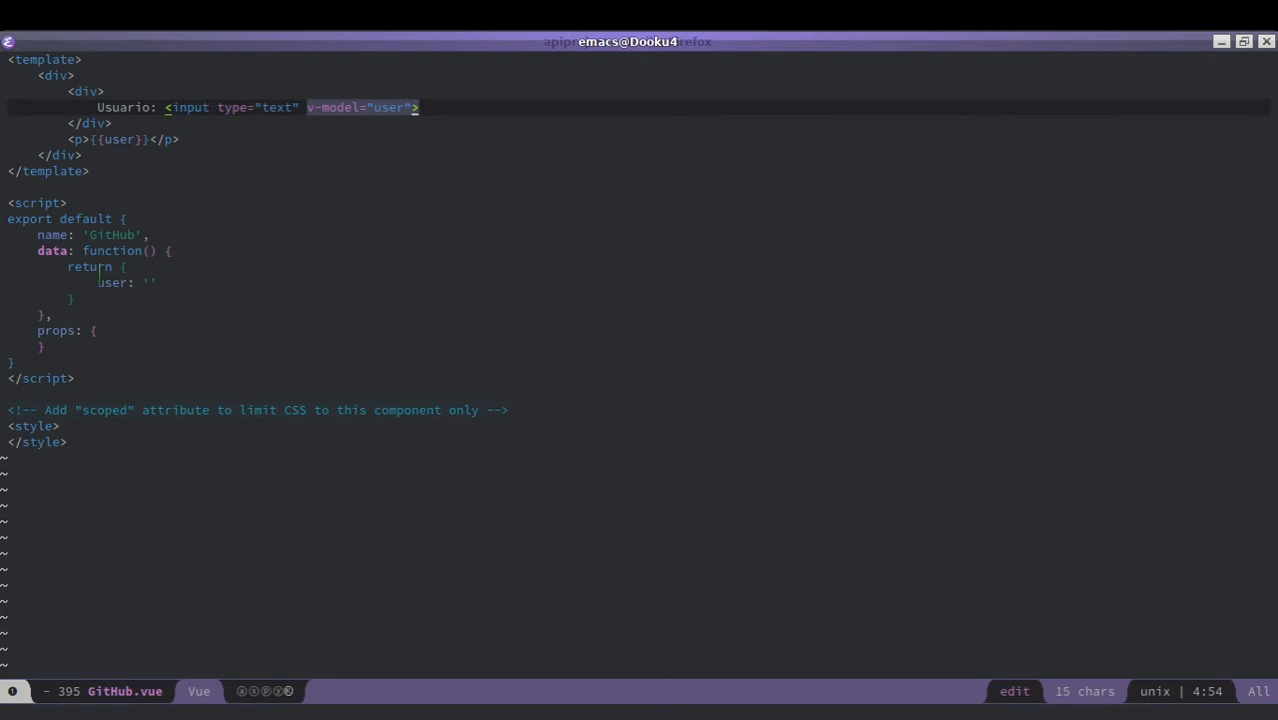 emacs@Dooku4
<template>
    <div>
        <div>
            Usuario: <input type="text" v-model="user">
        </div>
        <p>{{user}}</p>
    </div>
</template>
<script>
export default {
    name: 'GitHub',
    data: function() {
        return {
            user: ''
        }
    },
    props: {
    }
}
</script>
<!-- Add "scoped" attribute to limit CSS to this component only -->
<style>
</style>
~
~
~
~
~
~
~
~
~
~
~
~
~
~
❶ - 395 GitHub.vue Vue ⓐⓢⓟⓨ edit 15 chars unix | 4:54 All